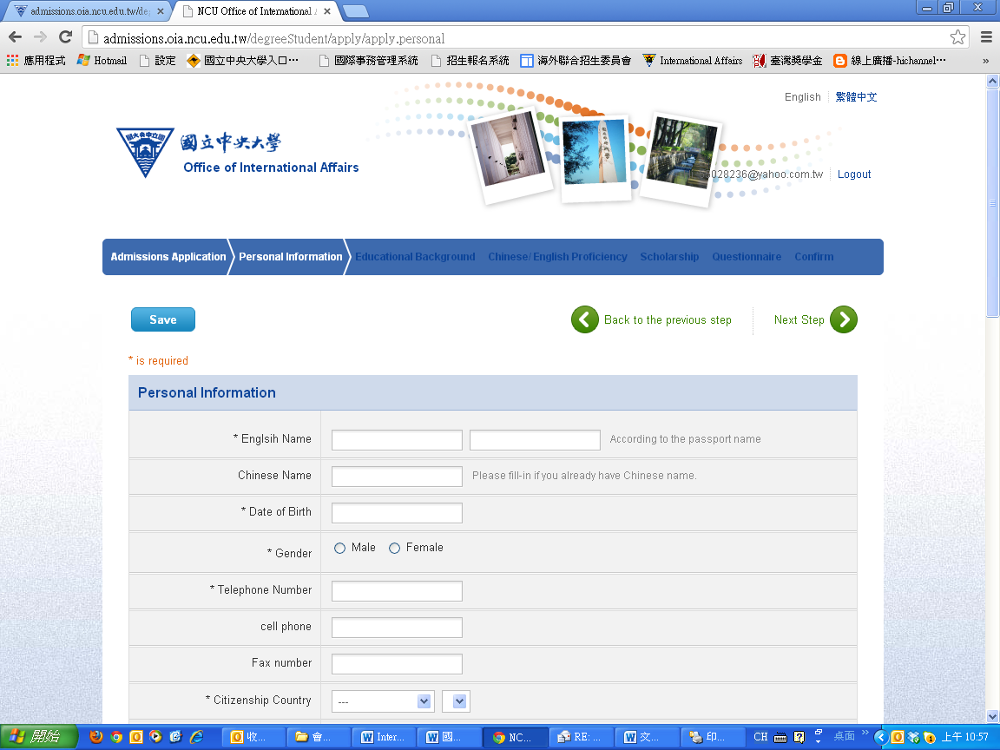 admissions.oia.ncu.edu.tw/de
NCU Office of International
admissions.oia.ncu.edu.tw/degreeStudent/apply/apply.personal
應用程式 Hotmail 設定 國立中央大學入口… 國際事務管理系統 招生報名系統 海外聯合招生委員會 International Affairs 臺灣獎學金 線上廣播-hichannel… »
English 繁體中文
國立中央大學
Office of International Affairs
028236@yahoo.com.tw Logout
Admissions Application Personal Information Educational Background Chinese/English Proficiency Scholarship Questionnaire Confirm
Save Back to the previous step Next Step
* is required
Personal Information
* Englsih Name According to the passport name
Chinese Name Please fill-in if you already have Chinese name.
* Date of Birth
* Gender Male Female
* Telephone Number
cell phone
Fax number
* Citizenship Country ---
開始 收... 會... Inter... 國... NC... RE: ... 文... 印... CH 桌面 » 上午 10:57